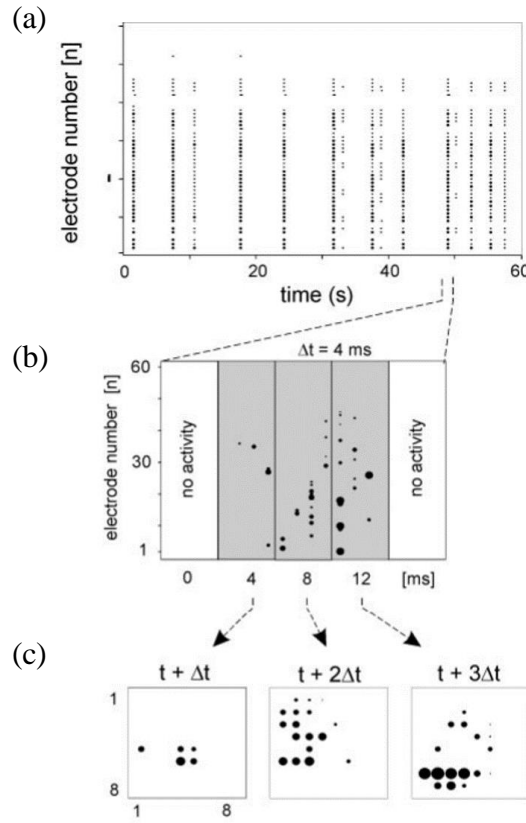 (a)
electrode number [n]
0 20 40 60
time (s)
(b)
Δt = 4 ms
electrode number [n]
60
30
1
no activity
no activity
0 4 8 12 [ms]
(c)
t + Δt t + 2Δt t + 3Δt
1
8
1 8